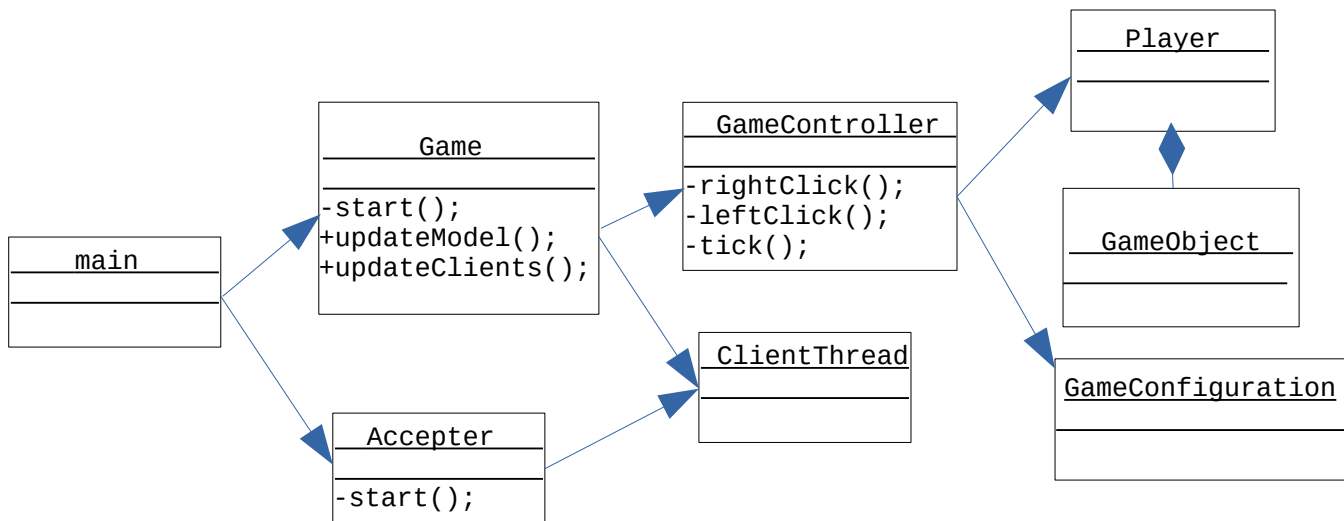 main
Game
-start();
+updateModel();
+updateClients();
Accepter
-start();
GameController
-rightClick();
-leftClick();
-tick();
ClientThread
Player
GameObject
GameConfiguration